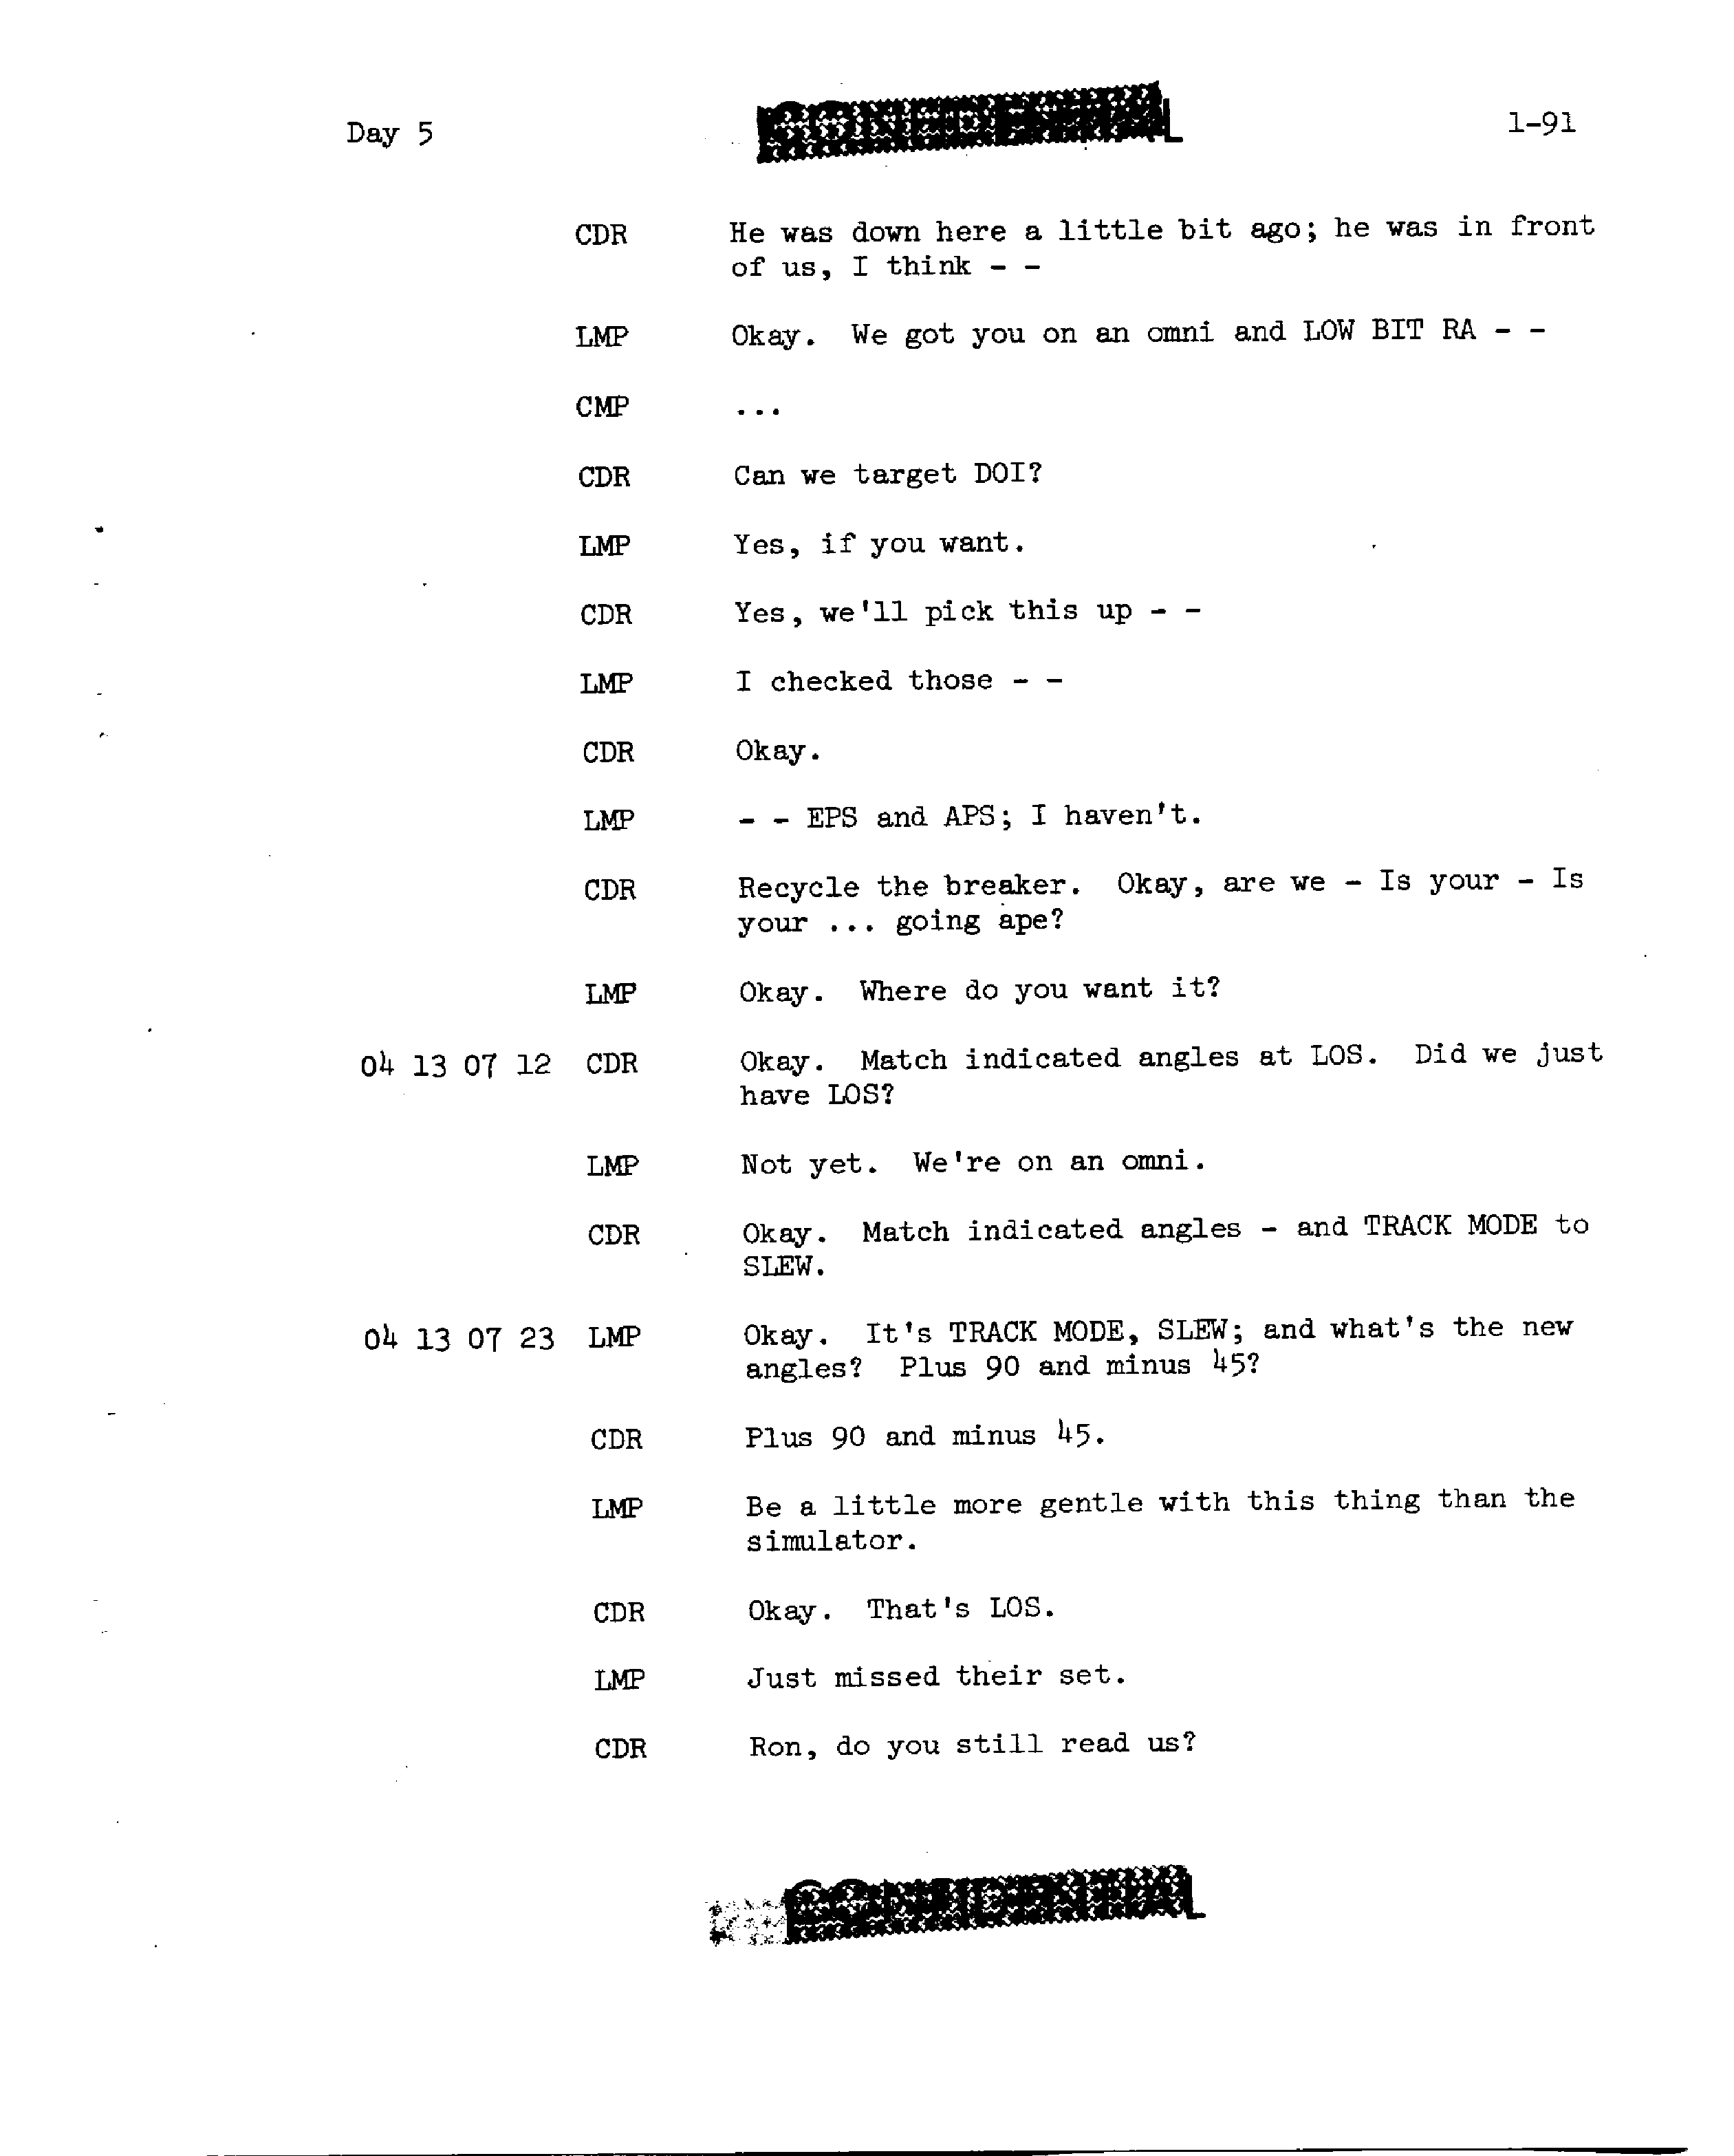 Day 5
CONFIDENTIAL
1-91
CDR He was down here a little bit ago; he was in front
of us, I think - -
LMP Okay. We got you on an omni and LOW BIT RA - -
CMP ...
CDR Can we target DOI?
LMP Yes, if you want.
CDR Yes, we'll pick this up - -
LMP I checked those - -
CDR Okay.
LMP - - EPS and APS; I haven't.
CDR Recycle the breaker. Okay, are we - Is your - Is
your ... going ape?
LMP Okay. Where do you want it?
04 13 07 12 CDR Okay. Match indicated angles at LOS. Did we just
have LOS?
LMP Not yet. We're on an omni.
CDR Okay. Match indicated angles - and TRACK MODE to
SLEW.
04 13 07 23 LMP Okay. It's TRACK MODE, SLEW; and what's the new
angles? Plus 90 and minus 45?
CDR Plus 90 and minus 45.
LMP Be a little more gentle with this thing than the
simulator.
CDR Okay. That's LOS.
LMP Just missed their set.
CDR Ron, do you still read us?
CONFIDENTIAL